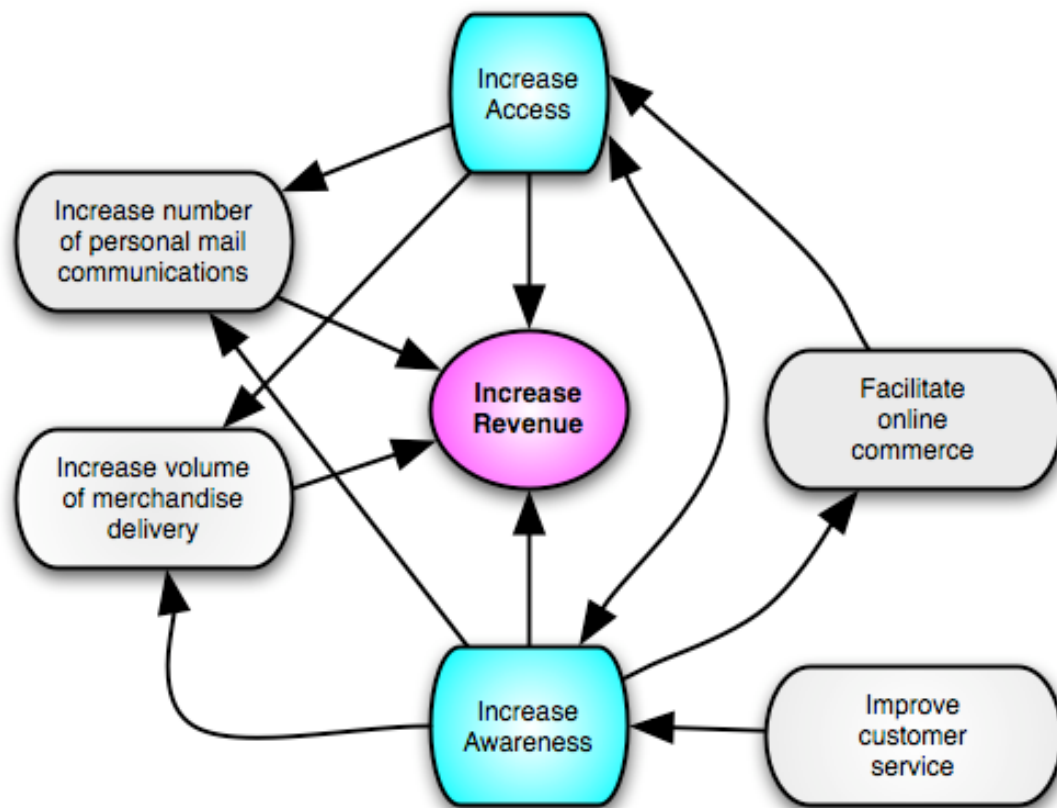 Increase
Access
Increase number
of personal mail
communications
Increase
Revenue
Facilitate
online
commerce
Increase volume
of merchandise
delivery
Increase
Awareness
Improve
customer
service